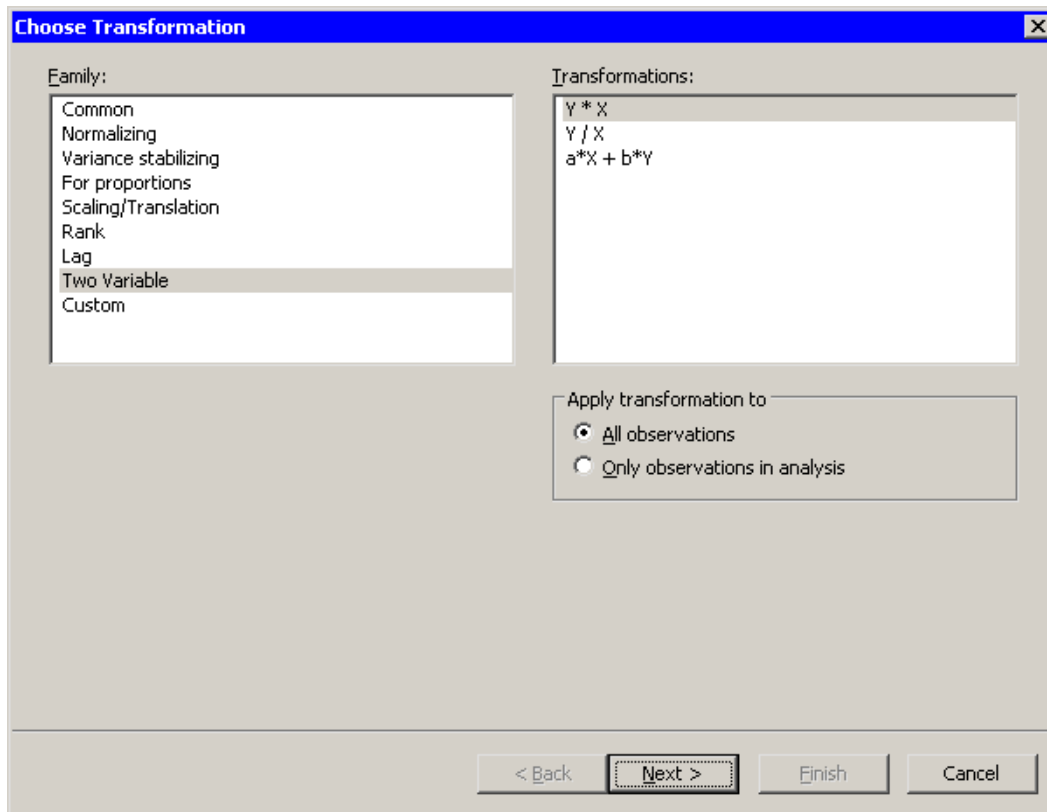 Choose Transformation
Family:
Common
Normalizing
Variance stabilizing
For proportions
Scaling/Translation
Rank
Lag
Two Variable
Custom
Transformations:
Y * X
Y / X
a*X + b*Y
Apply transformation to
All observations
Only observations in analysis
< Back
Next >
Finish
Cancel